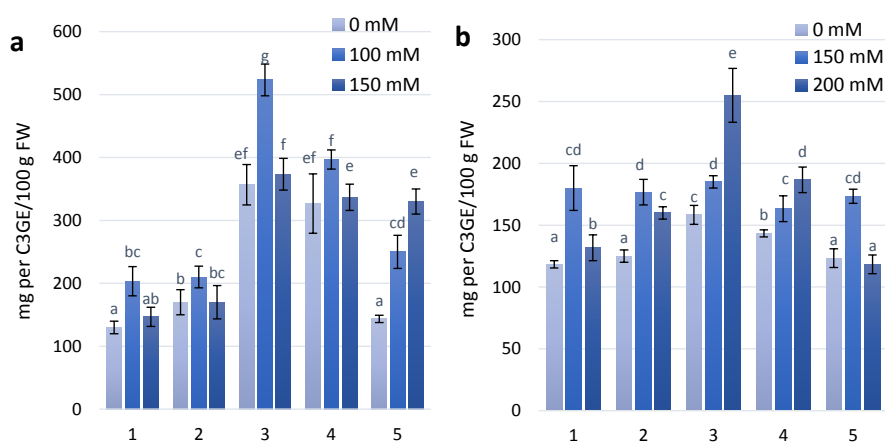 a
mg per C3GE/100 g FW
600
500
400
300
200
100
0
0 mM
100 mM
150 mM
a
bc
ab
b
c
bc
ef
g
f
ef
f
e
a
cd
e
1 2 3 4 5
b
mg per C3GE/100 g FW
300
250
200
150
100
50
0
0 mM
150 mM
200 mM
a
cd
b
a
d
c
c
d
e
b
c
d
a
cd
a
1 2 3 4 5